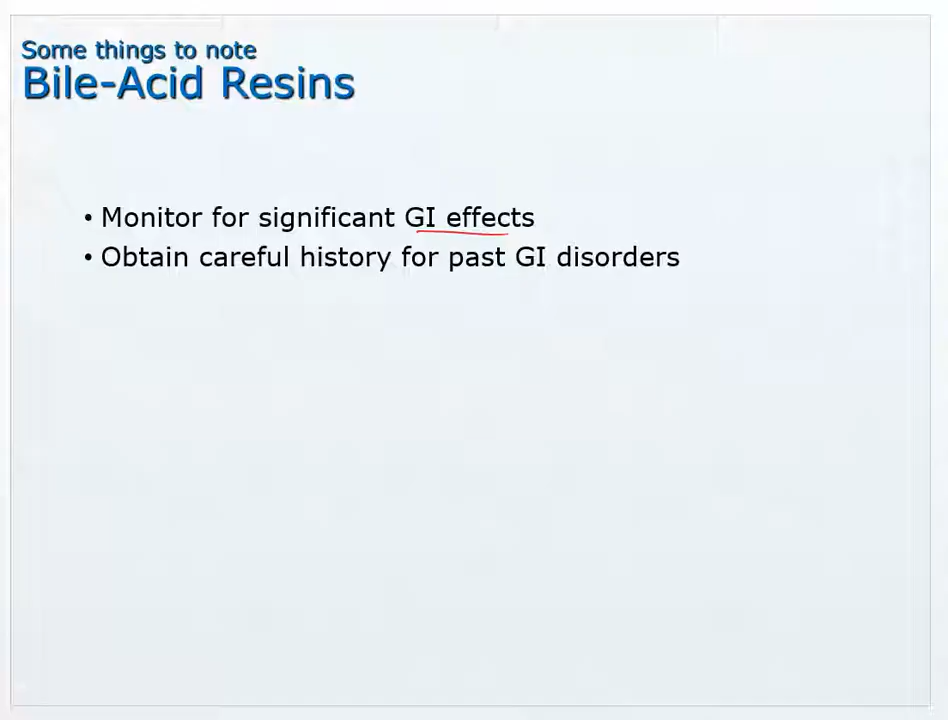 Some things to note
Bile-Acid Resins
• Monitor for significant GI effects
• Obtain careful history for past GI disorders